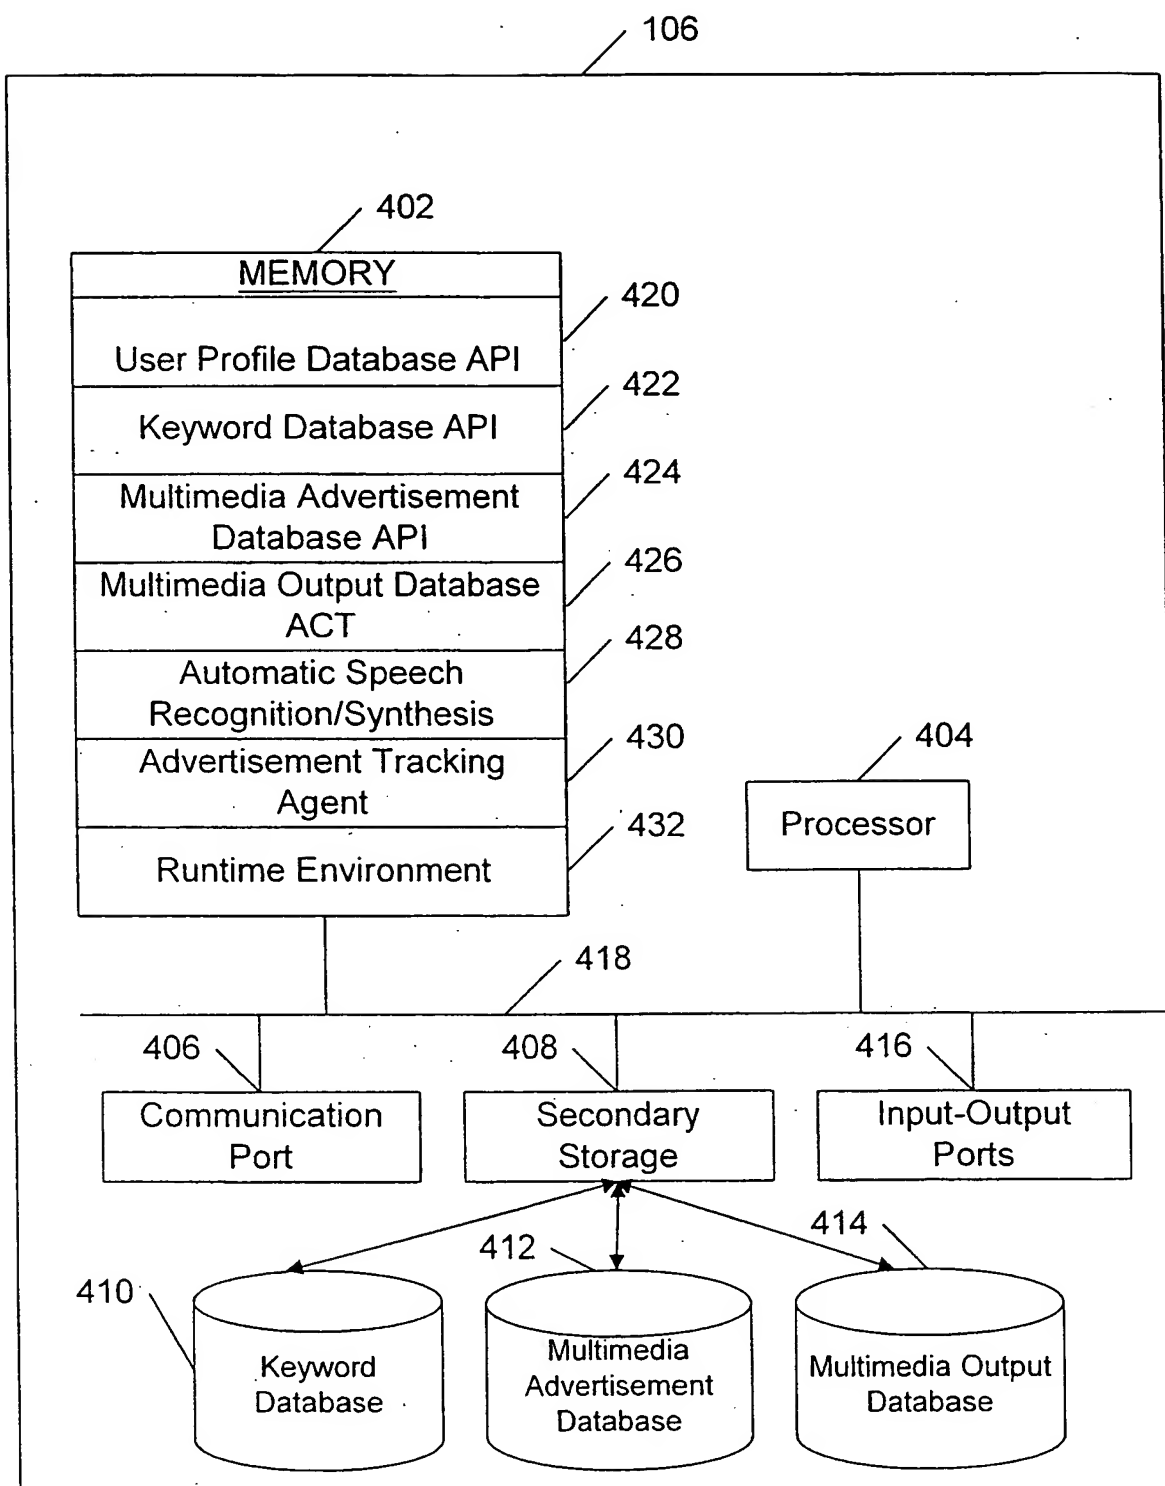 106
402
MEMORY
420
User Profile Database API
422
Keyword Database API
424
Multimedia Advertisement
Database API
426
Multimedia Output Database
ACT
428
Automatic Speech
Recognition/Synthesis
430
Advertisement Tracking
Agent
432
Runtime Environment
404
Processor
418
406
Communication
Port
408
Secondary
Storage
416
Input-Output
Ports
410
Keyword
Database
412
Multimedia
Advertisement
Database
414
Multimedia Output
Database